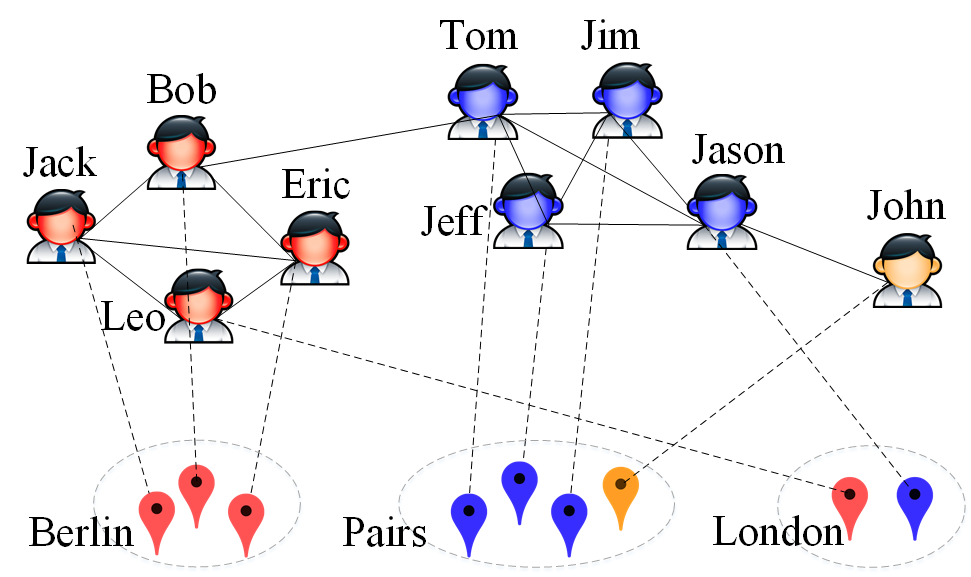 Tom
Jim
Bob
Jack
Jason
Eric
Jeff
John
Leo
Berlin
Pairs
London